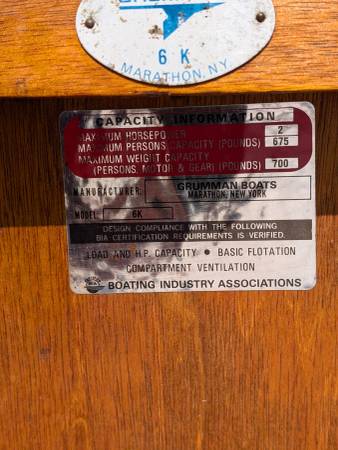 6 K
MARATHON, NY.
CAPACITY INFORMATION
MAXIMUM HORSEPOWER 2
MAXIMUM PERSONS CAPACITY (POUNDS) 675
MAXIMUM WEIGHT CAPACITY
(PERSONS, MOTOR & GEAR) (POUNDS) 700
MANUFACTURER: GRUMMAN BOATS
MARATHON, NEW YORK
MODEL: 6K
DESIGN COMPLIANCE WITH THE FOLLOWING
BIA CERTIFICATION REQUIREMENTS IS VERIFIED.
LOAD AND H.P. CAPACITY • BASIC FLOTATION
COMPARTMENT VENTILATION
BOATING INDUSTRY ASSOCIATIONS